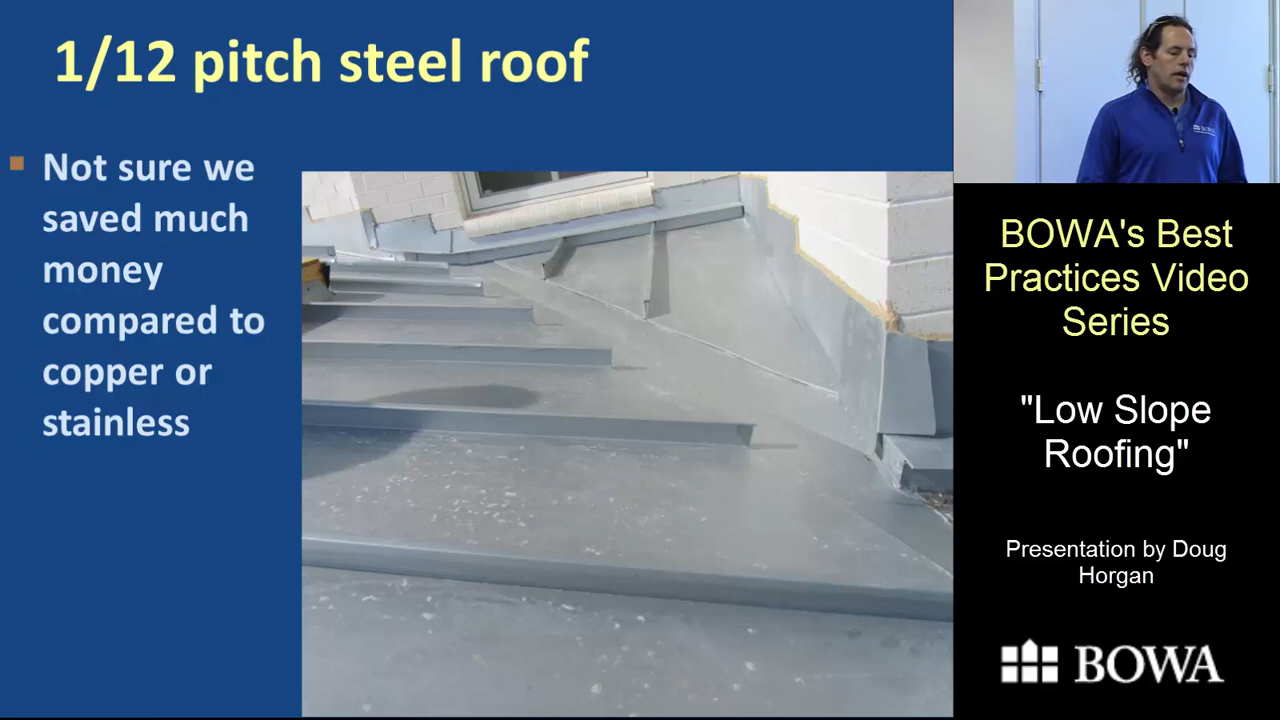 1/12 pitch steel roof
Not sure we
saved much
money
compared to
copper or
stainless
BOWA
BOWA's Best
Practices Video
Series
"Low Slope
Roofing"
Presentation by Doug
Horgan
BOWA